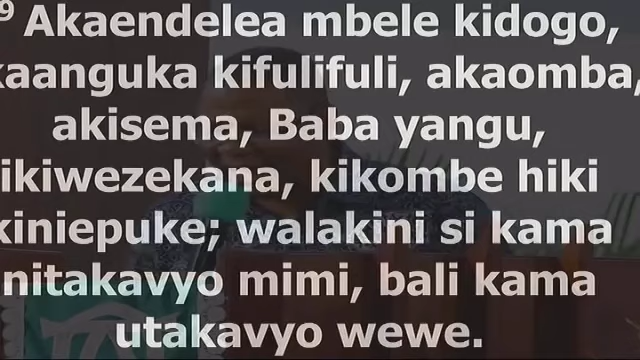 9 Akaendelea mbele kidogo,
kaanguka kifulifuli, akaomba,
akisema, Baba yangu,
ikiwezekana, kikombe hiki
kiniepuke; walakini si kama
nitakavyo mimi, bali kama
utakavyo wewe.